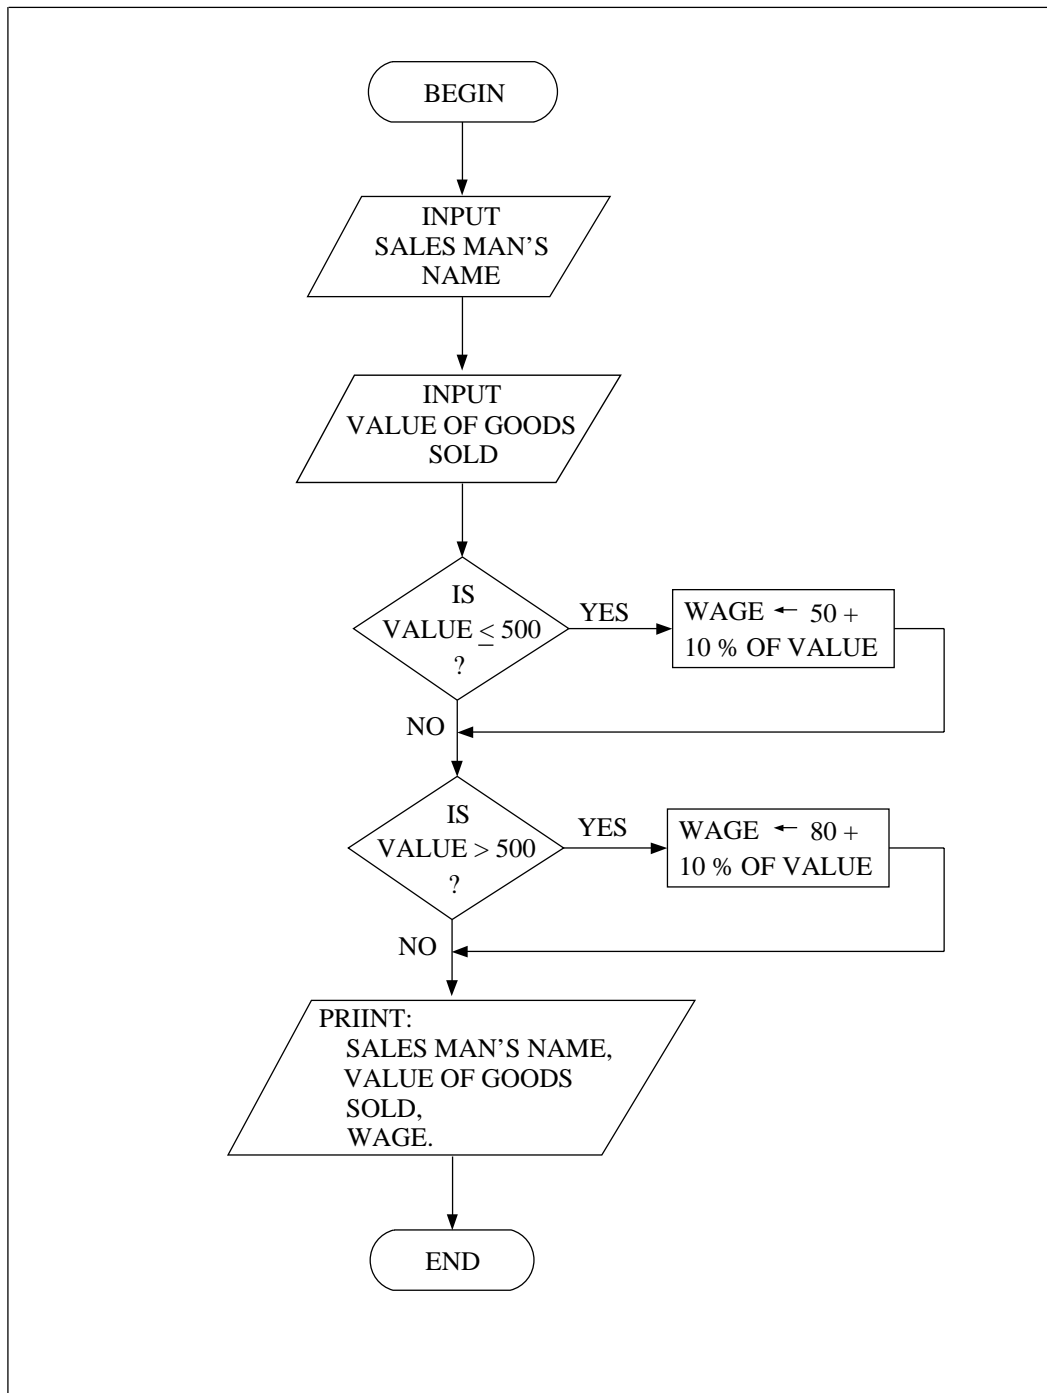 BEGIN
INPUT
SALES MAN'S
NAME
INPUT
VALUE OF GOODS
SOLD
IS
VALUE ≤ 500
?
YES
WAGE ← 50 +
10 % OF VALUE
NO
IS
VALUE > 500
?
YES
WAGE ← 80 +
10 % OF VALUE
NO
PRIINT:
SALES MAN'S NAME,
VALUE OF GOODS
SOLD,
WAGE.
END